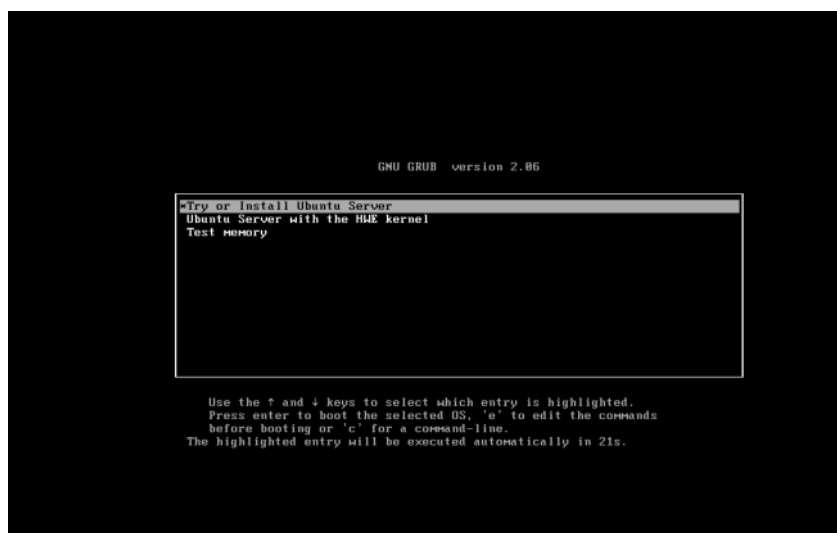 GNU GRUB version 2.06
*Try or Install Ubuntu Server
Ubuntu Server with the HWE kernel
Test memory
Use the ↑ and ↓ keys to select which entry is highlighted.
Press enter to boot the selected OS, 'e' to edit the commands
before booting or 'c' for a command-line.
The highlighted entry will be executed automatically in 21s.